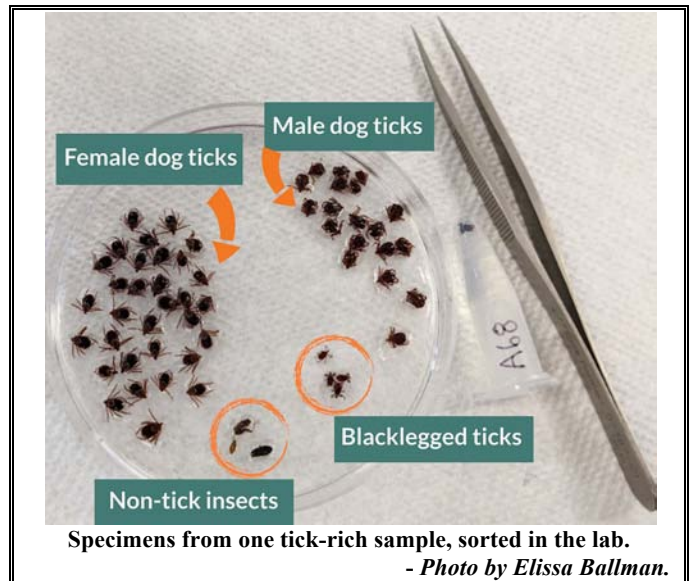 Male dog ticks
Female dog ticks
A68
Blacklegged ticks
Non-tick insects
Specimens from one tick-rich sample, sorted in the lab.
- Photo by Elissa Ballman.